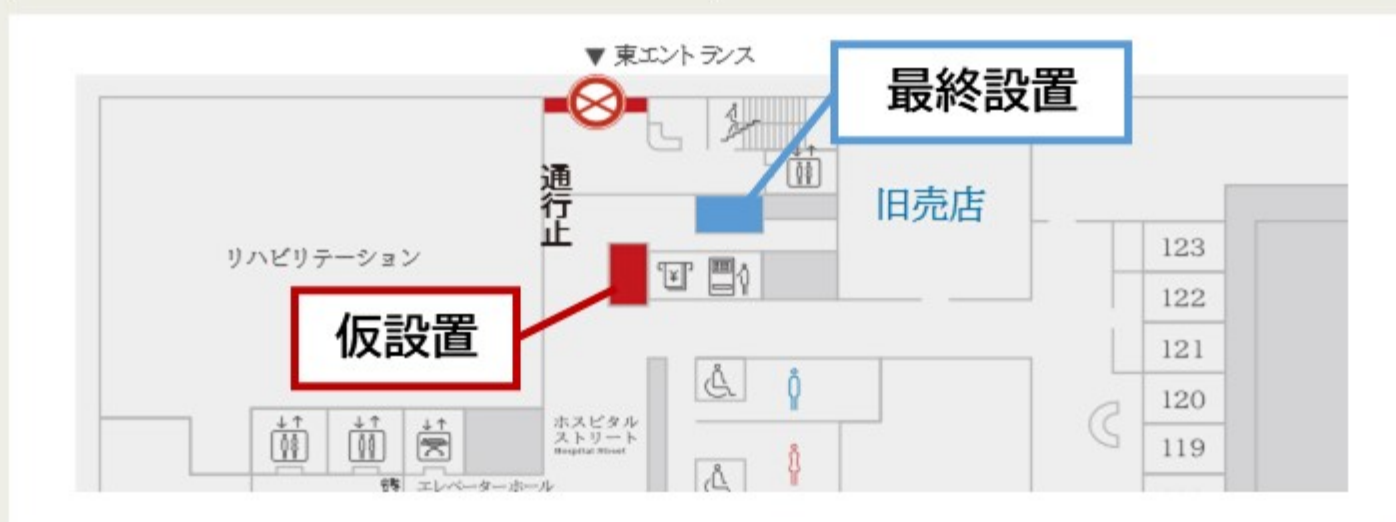 ▼ 東エントランス
最終設置
通行止
旧売店
リハビリテーション
¥
仮設置
123
122
121
120
119
ホスピタル
ストリート
Hospital Street
エレベーターホール